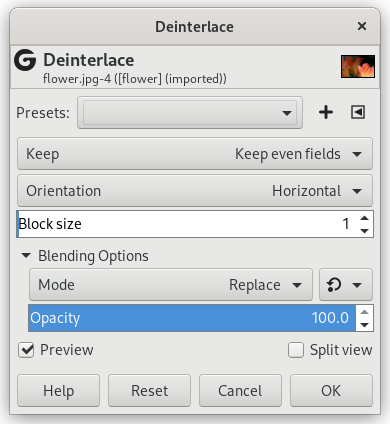 Deinterlace
Deinterlace
flower.jpg-4 ([flower] (imported))
Presets:
Keep Keep even fields
Orientation Horizontal
Block size 1
Blending Options
Mode Replace
Opacity 100.0
Preview Split view
Help Reset Cancel OK